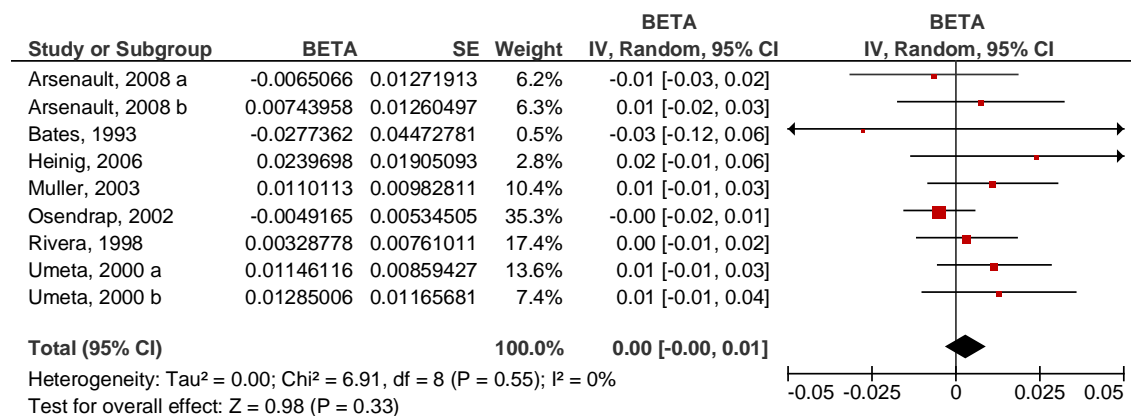 BETA BETA
Study or Subgroup BETA SE Weight IV, Random, 95% CI IV, Random, 95% CI
Arsenault, 2008 a -0.0065066 0.01271913 6.2% -0.01 [-0.03, 0.02]
Arsenault, 2008 b 0.00743958 0.01260497 6.3% 0.01 [-0.02, 0.03]
Bates, 1993 -0.0277362 0.04472781 0.5% -0.03 [-0.12, 0.06]
Heinig, 2006 0.0239698 0.01905093 2.8% 0.02 [-0.01, 0.06]
Muller, 2003 0.0110113 0.00982811 10.4% 0.01 [-0.01, 0.03]
Osendrap, 2002 -0.0049165 0.00534505 35.3% -0.00 [-0.02, 0.01]
Rivera, 1998 0.00328778 0.00761011 17.4% 0.00 [-0.01, 0.02]
Umeta, 2000 a 0.01146116 0.00859427 13.6% 0.01 [-0.01, 0.03]
Umeta, 2000 b 0.01285006 0.01165681 7.4% 0.01 [-0.01, 0.04]
Total (95% CI) 100.0% 0.00 [-0.00, 0.01]
Heterogeneity: Tau² = 0.00; Chi² = 6.91, df = 8 (P = 0.55); I² = 0%
-0.05 -0.025 0 0.025 0.05
Test for overall effect: Z = 0.98 (P = 0.33)